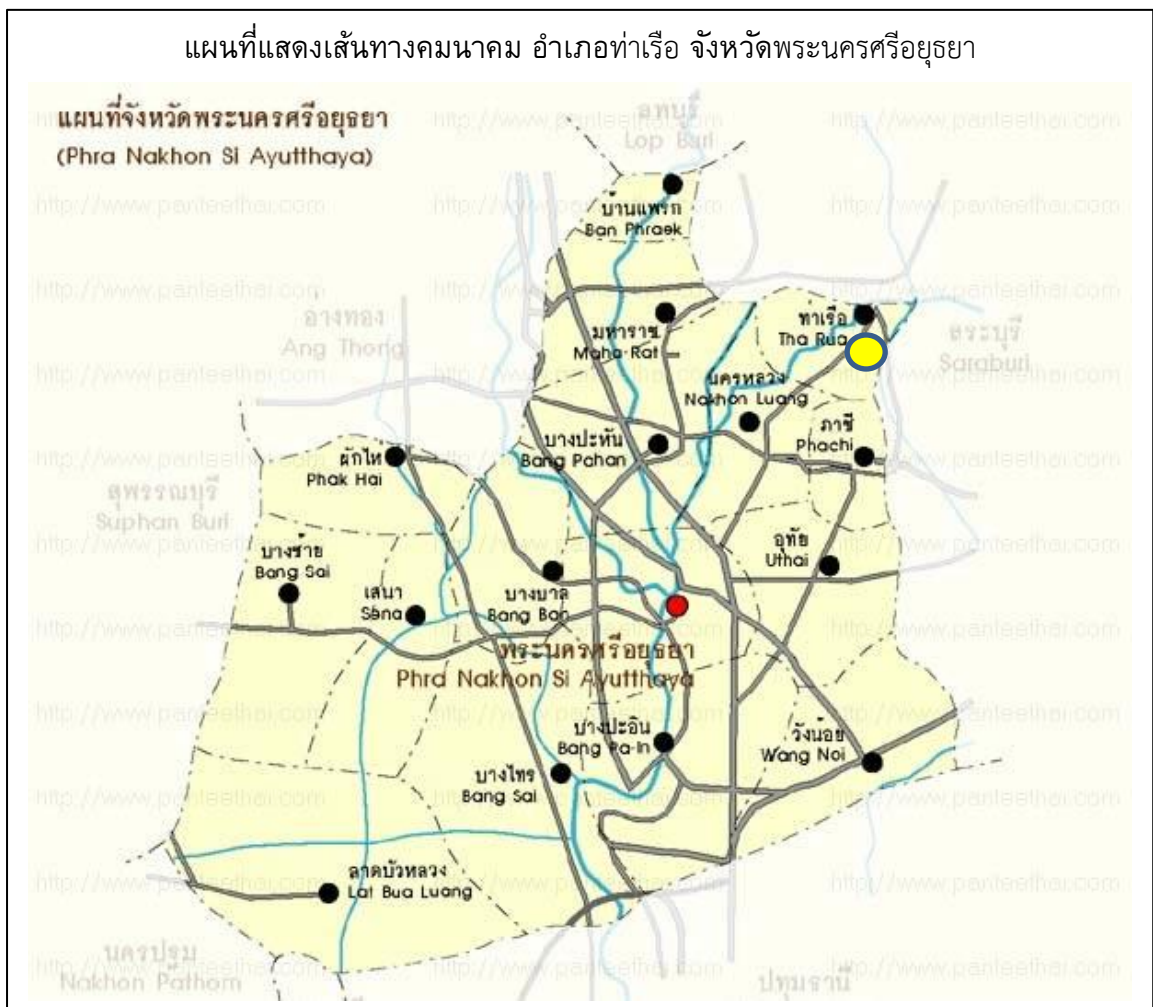 แผนที่แสดงเส้นทางคมนาคม อำเภอท่าเรือ จังหวัดพระนครศรีอยุธยา
แผนที่จังหวัดพระนครศรีอยุธยา
(Phra Nakhon Si Ayutthaya)
ลพบุรี
Lop Buri
บ้านแพรก
Ban Phraek
อ่างทอง
Ang Thong
มหาราช
Maha Rat
ท่าเรือ
Tha Rua
สระบุรี
Saraburi
นครหลวง
Nakhon Luang
ภาชี
Phachi
บางปะหัน
Bang Pahan
ผักไห่
Phak Hai
สุพรรณบุรี
Suphan Buri
บางซ้าย
Bang Sai
เสนา
Sena
บางบาล
Bang Ban
อุทัย
Uthai
พระนครศรีอยุธยา
Phra Nakhon Si Ayutthaya
บางปะอิน
Bang Pa-In
วังน้อย
Wang Noi
บางไทร
Bang Sai
ลาดบัวหลวง
Lat Bua Luang
นครปฐม
Nakhon Pathom
ปทุมธานี
http://www.panteethai.com